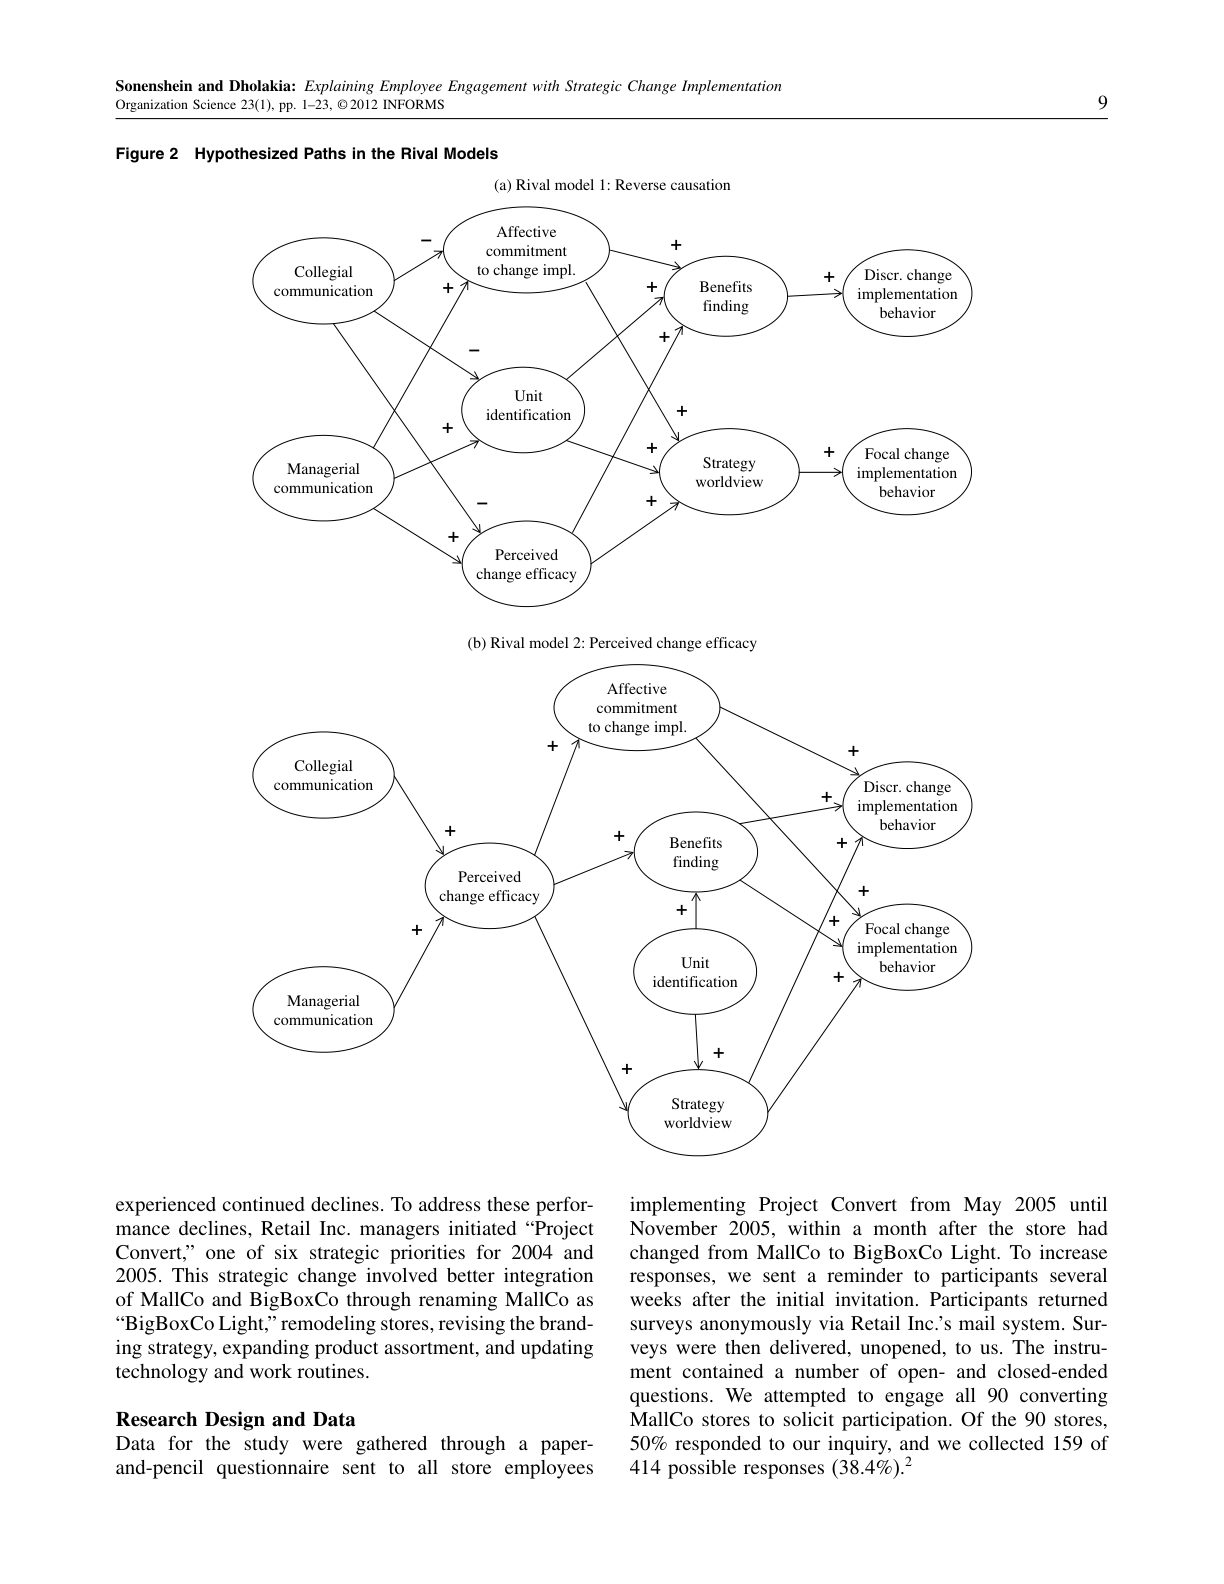 Sonenshein and Dholakia: Explaining Employee Engagement with Strategic Change Implementation
Organization Science 23(1), pp. 1–23, © 2012 INFORMS
9
Figure 2 Hypothesized Paths in the Rival Models
(a) Rival model 1: Reverse causation
Collegial
communication
Managerial
communication
–
+
–
+
–
+
Affective
commitment
to change impl.
Unit
identification
Perceived
change efficacy
+
+
+
+
+
+
Benefits
finding
Strategy
worldview
+
+
Discr. change
implementation
behavior
Focal change
implementation
behavior
(b) Rival model 2: Perceived change efficacy
Collegial
communication
Managerial
communication
+
+
Perceived
change efficacy
+
+
+
Affective
commitment
to change impl.
Benefits
finding
+
Unit
identification
+
Strategy
worldview
+
+
+
+
+
+
Discr. change
implementation
behavior
Focal change
implementation
behavior
experienced continued declines. To address these perfor-
mance declines, Retail Inc. managers initiated “Project
Convert,” one of six strategic priorities for 2004 and
2005. This strategic change involved better integration
of MallCo and BigBoxCo through renaming MallCo as
“BigBoxCo Light,” remodeling stores, revising the brand-
ing strategy, expanding product assortment, and updating
technology and work routines.
Research Design and Data
Data for the study were gathered through a paper-
and-pencil questionnaire sent to all store employees
implementing Project Convert from May 2005 until
November 2005, within a month after the store had
changed from MallCo to BigBoxCo Light. To increase
responses, we sent a reminder to participants several
weeks after the initial invitation. Participants returned
surveys anonymously via Retail Inc.’s mail system. Sur-
veys were then delivered, unopened, to us. The instru-
ment contained a number of open- and closed-ended
questions. We attempted to engage all 90 converting
MallCo stores to solicit participation. Of the 90 stores,
50% responded to our inquiry, and we collected 159 of
414 possible responses (38.4%).2